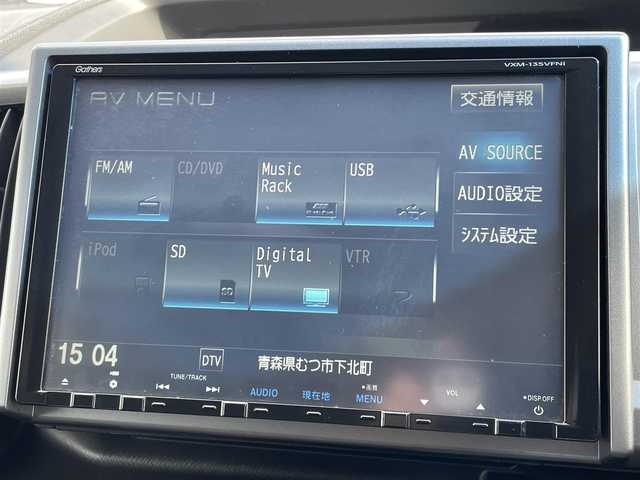 Gathers VXM-135VFNi
AV MENU 交通情報
FM/AM CD/DVD Music Rack USB
AV SOURCE
AUDIO設定
システム設定
iPod SD Digital TV VTR
15 04 DTV 青森県むつ市下北町
TUNE/TRACK AUDIO 現在地 •画質 MENU VOL •DISP OFF